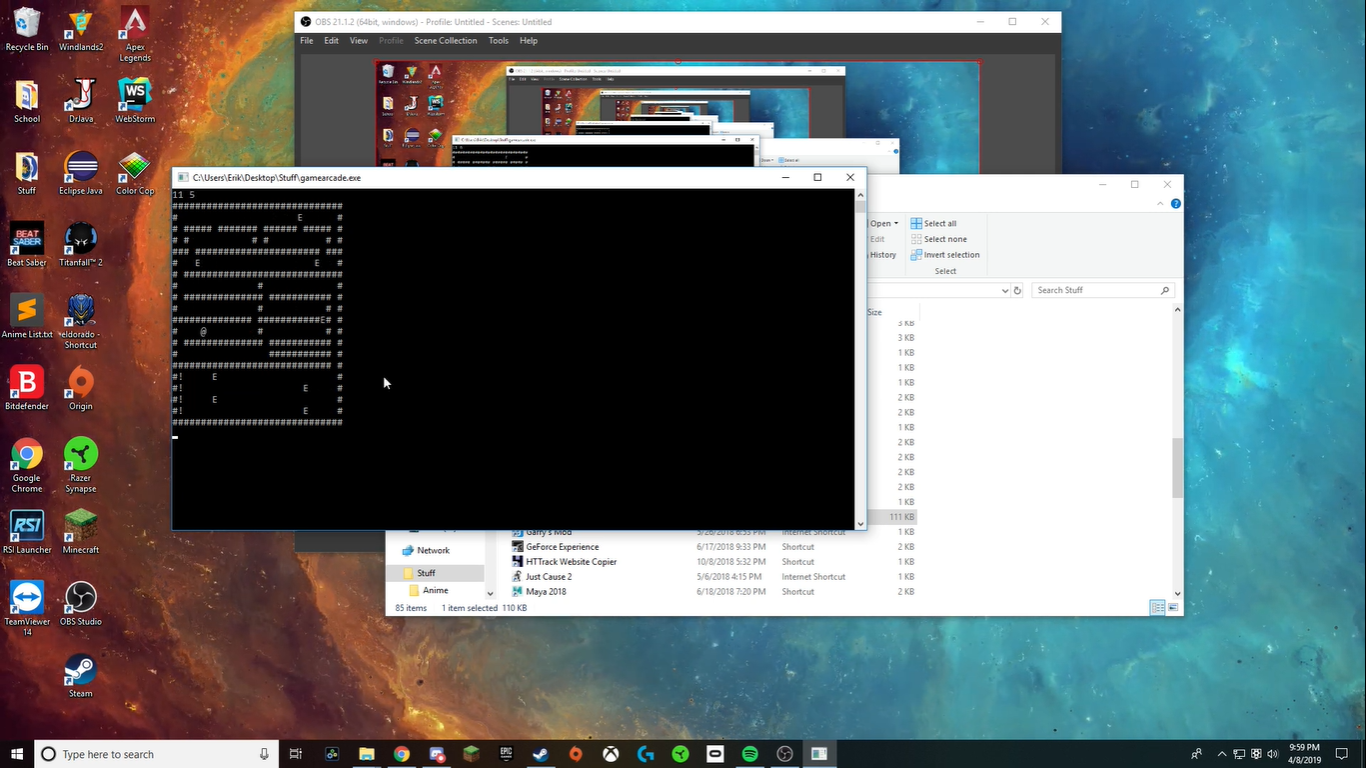 OBS 21.1.2 (64bit, windows) - Profile: Untitled - Scenes: Untitled
File Edit View Profile Scene Collection Tools Help
Recycle Bin
Windlands2
Apex Legends
School
DrJava
WebStorm
Stuff
Eclipse Java
Color Cop
BEAT SABER
Beat Saber
Titanfall™ 2
Anime List.txt
eldorado - Shortcut
Bitdefender
Origin
Google Chrome
Razer Synapse
RSI
RSI Launcher
Minecraft
TeamViewer 14
OBS Studio
Steam
C:\Users\Erik\Desktop\Stuff\gamearcade.exe
11 5
##############################
#                     E      #
# ##### ####### ###### ##### #
# #           # #          # #
### ###################### ###
#   E                    E   #
# ############################
#              #             #
# ############## ########### #
#              #           # #
############## ###########E# #
#    @         #           # #
# ############## ########### #
#                ########### #
############################ #
#!     E                     #
#!                     E     #
#!     E                     #
#!                     E     #
##############################
Open
Edit
History
Select all
Select none
Invert selection
Select
Search Stuff
Size
3 KB
3 KB
1 KB
1 KB
1 KB
2 KB
2 KB
1 KB
2 KB
2 KB
2 KB
2 KB
1 KB
111 KB
Garry's Mod 5/26/2018 6:53 PM Internet Shortcut 1 KB
GeForce Experience 6/17/2018 9:33 PM Shortcut 2 KB
HTTrack Website Copier 10/8/2018 5:32 PM Shortcut 1 KB
Just Cause 2 5/6/2018 4:15 PM Internet Shortcut 1 KB
Maya 2018 6/18/2018 7:20 PM Shortcut 2 KB
Network
Stuff
Anime
85 items 1 item selected 110 KB
Type here to search
EPIC
9:59 PM
4/8/2019